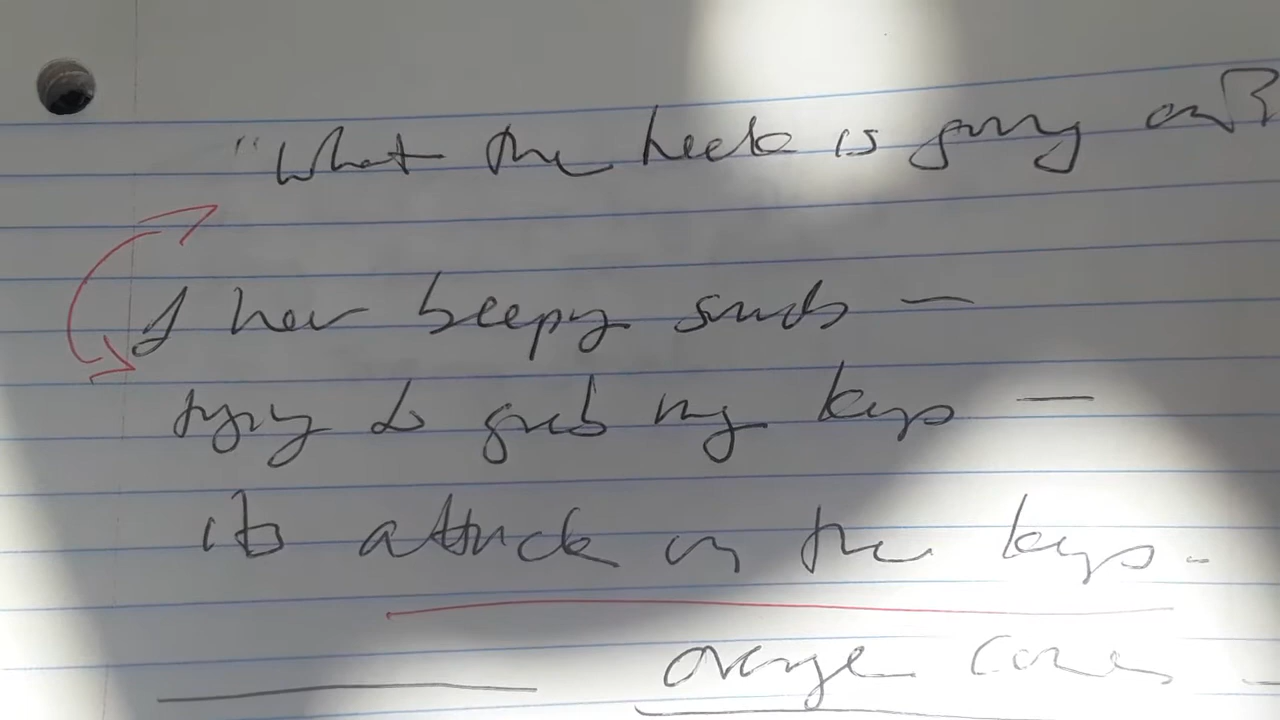 "What the heck is going on?
I hear beepy sounds —
trying to grab my keys —
its attack on the keys.
orange cones